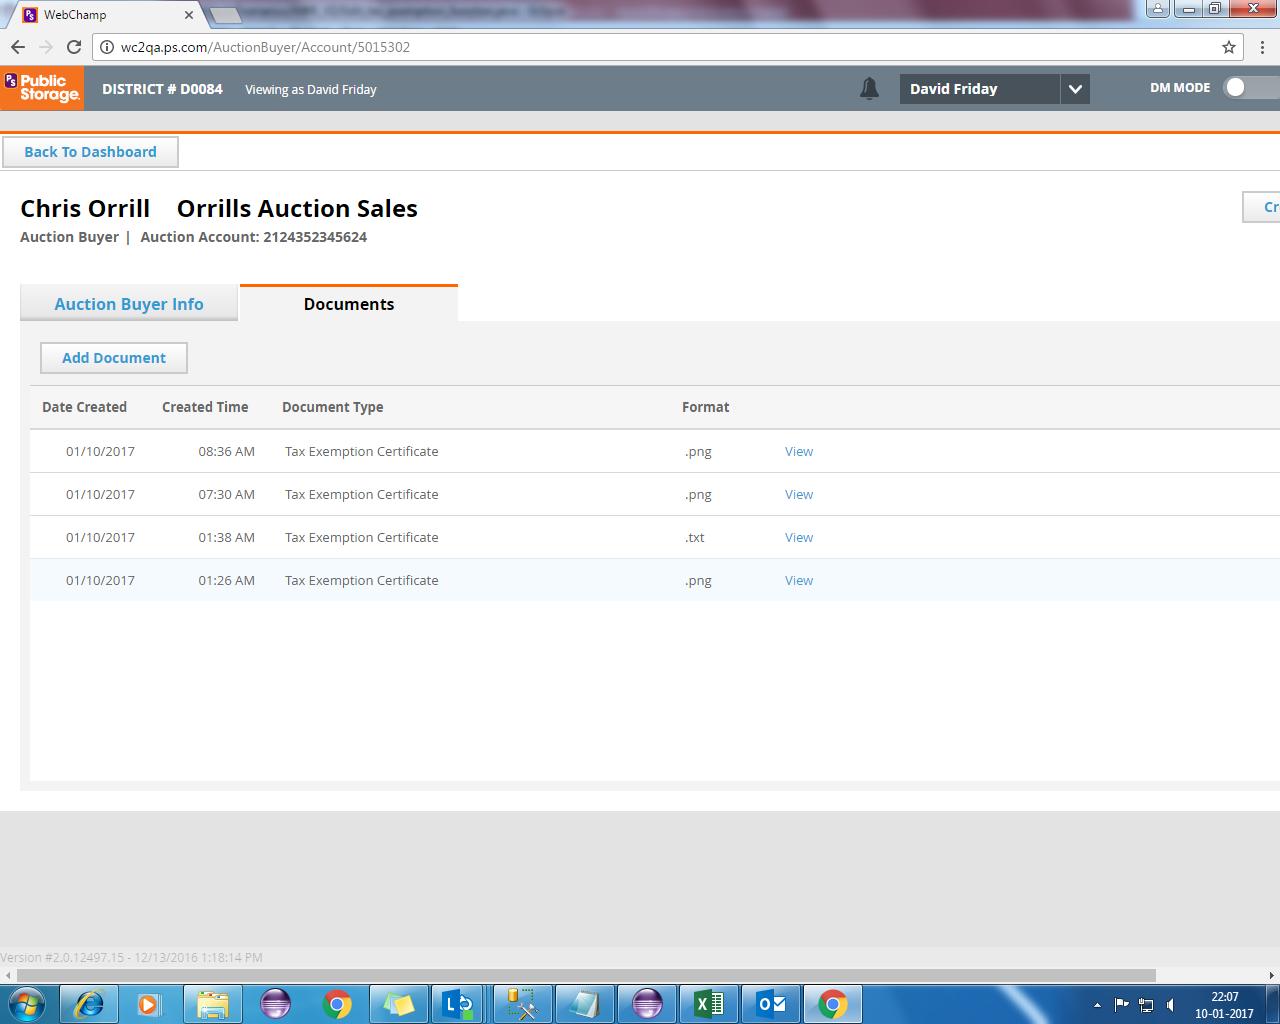 WebChamp
wc2qa.ps.com/AuctionBuyer/Account/5015302
PS Public Storage. DISTRICT # D0084 Viewing as David Friday David Friday DM MODE
Back To Dashboard
Chris Orrill Orrills Auction Sales Cr
Auction Buyer | Auction Account: 2124352345624
Auction Buyer Info Documents
Add Document
Date Created Created Time Document Type Format
01/10/2017 08:36 AM Tax Exemption Certificate .png View
01/10/2017 07:30 AM Tax Exemption Certificate .png View
01/10/2017 01:38 AM Tax Exemption Certificate .txt View
01/10/2017 01:26 AM Tax Exemption Certificate .png View
Version #2.0.12497.15 - 12/13/2016 1:18:14 PM
22:07
10-01-2017